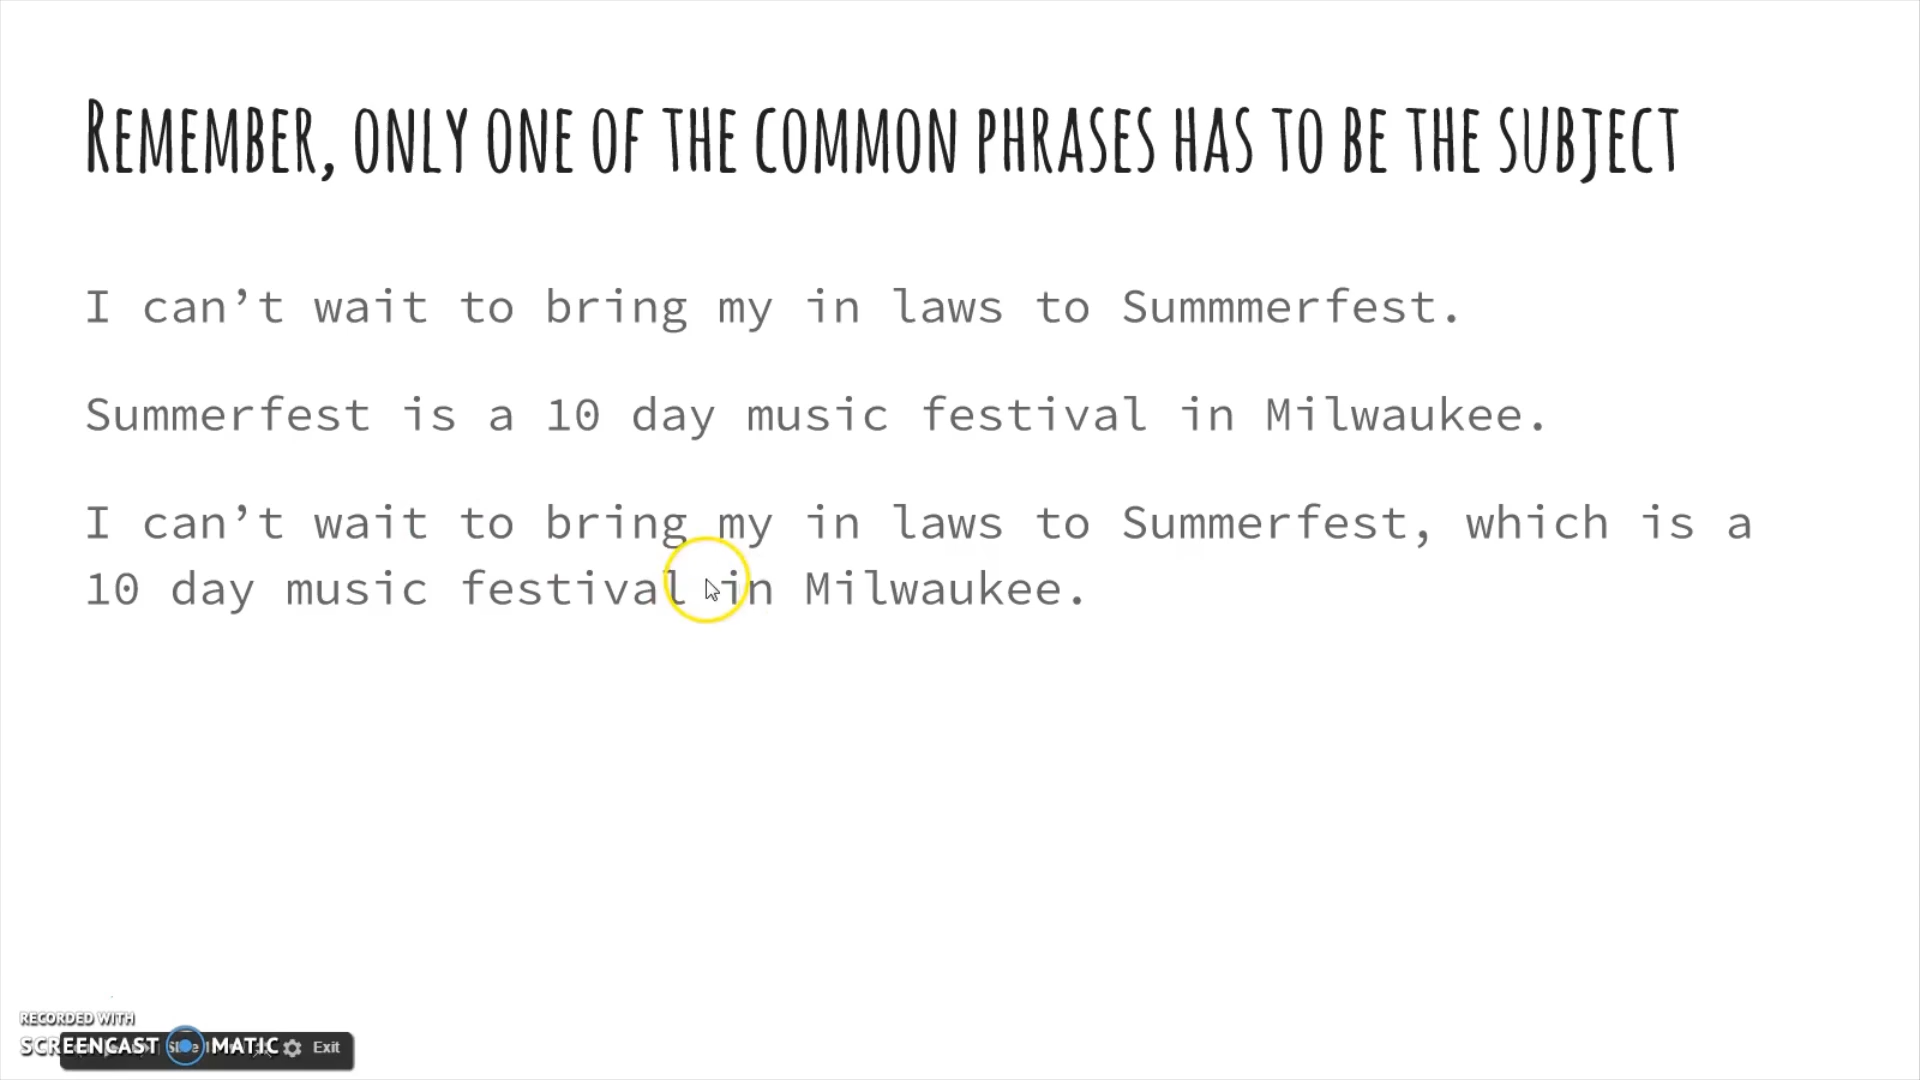 Remember, only one of the common phrases has to be the subject
I can’t wait to bring my in laws to Summmerfest.
Summerfest is a 10 day music festival in Milwaukee.
I can’t wait to bring my in laws to Summerfest, which is a
10 day music festival in Milwaukee.
RECORDED WITH
SCREENCAST MATIC
Exit